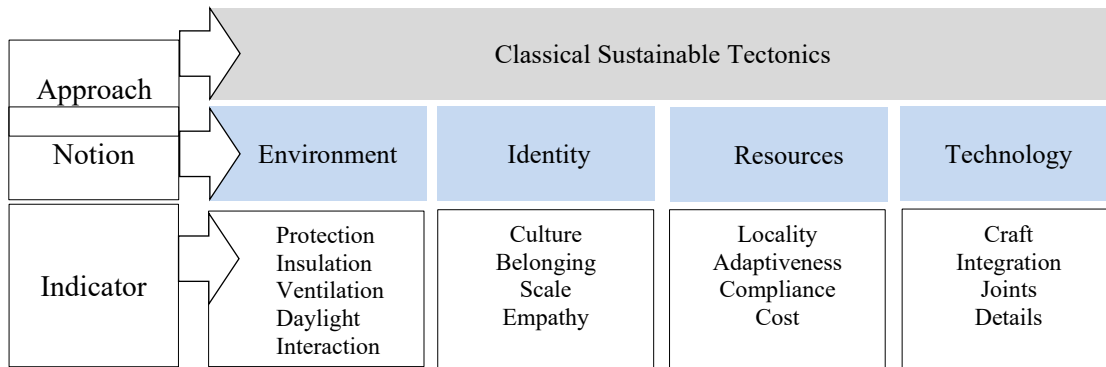 Approach
Classical Sustainable Tectonics
Notion
Environment
Identity
Resources
Technology
Indicator
Protection
Insulation
Ventilation
Daylight
Interaction
Culture
Belonging
Scale
Empathy
Locality
Adaptiveness
Compliance
Cost
Craft
Integration
Joints
Details